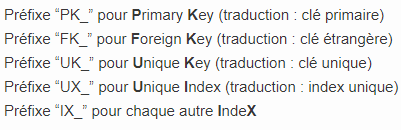 Préfixe “PK_” pour Primary Key (traduction : clé primaire)
Préfixe “FK_” pour Foreign Key (traduction : clé étrangère)
Préfixe “UK_” pour Unique Key (traduction : clé unique)
Préfixe “UX_” pour Unique Index (traduction : index unique)
Préfixe “IX_” pour chaque autre IndeX